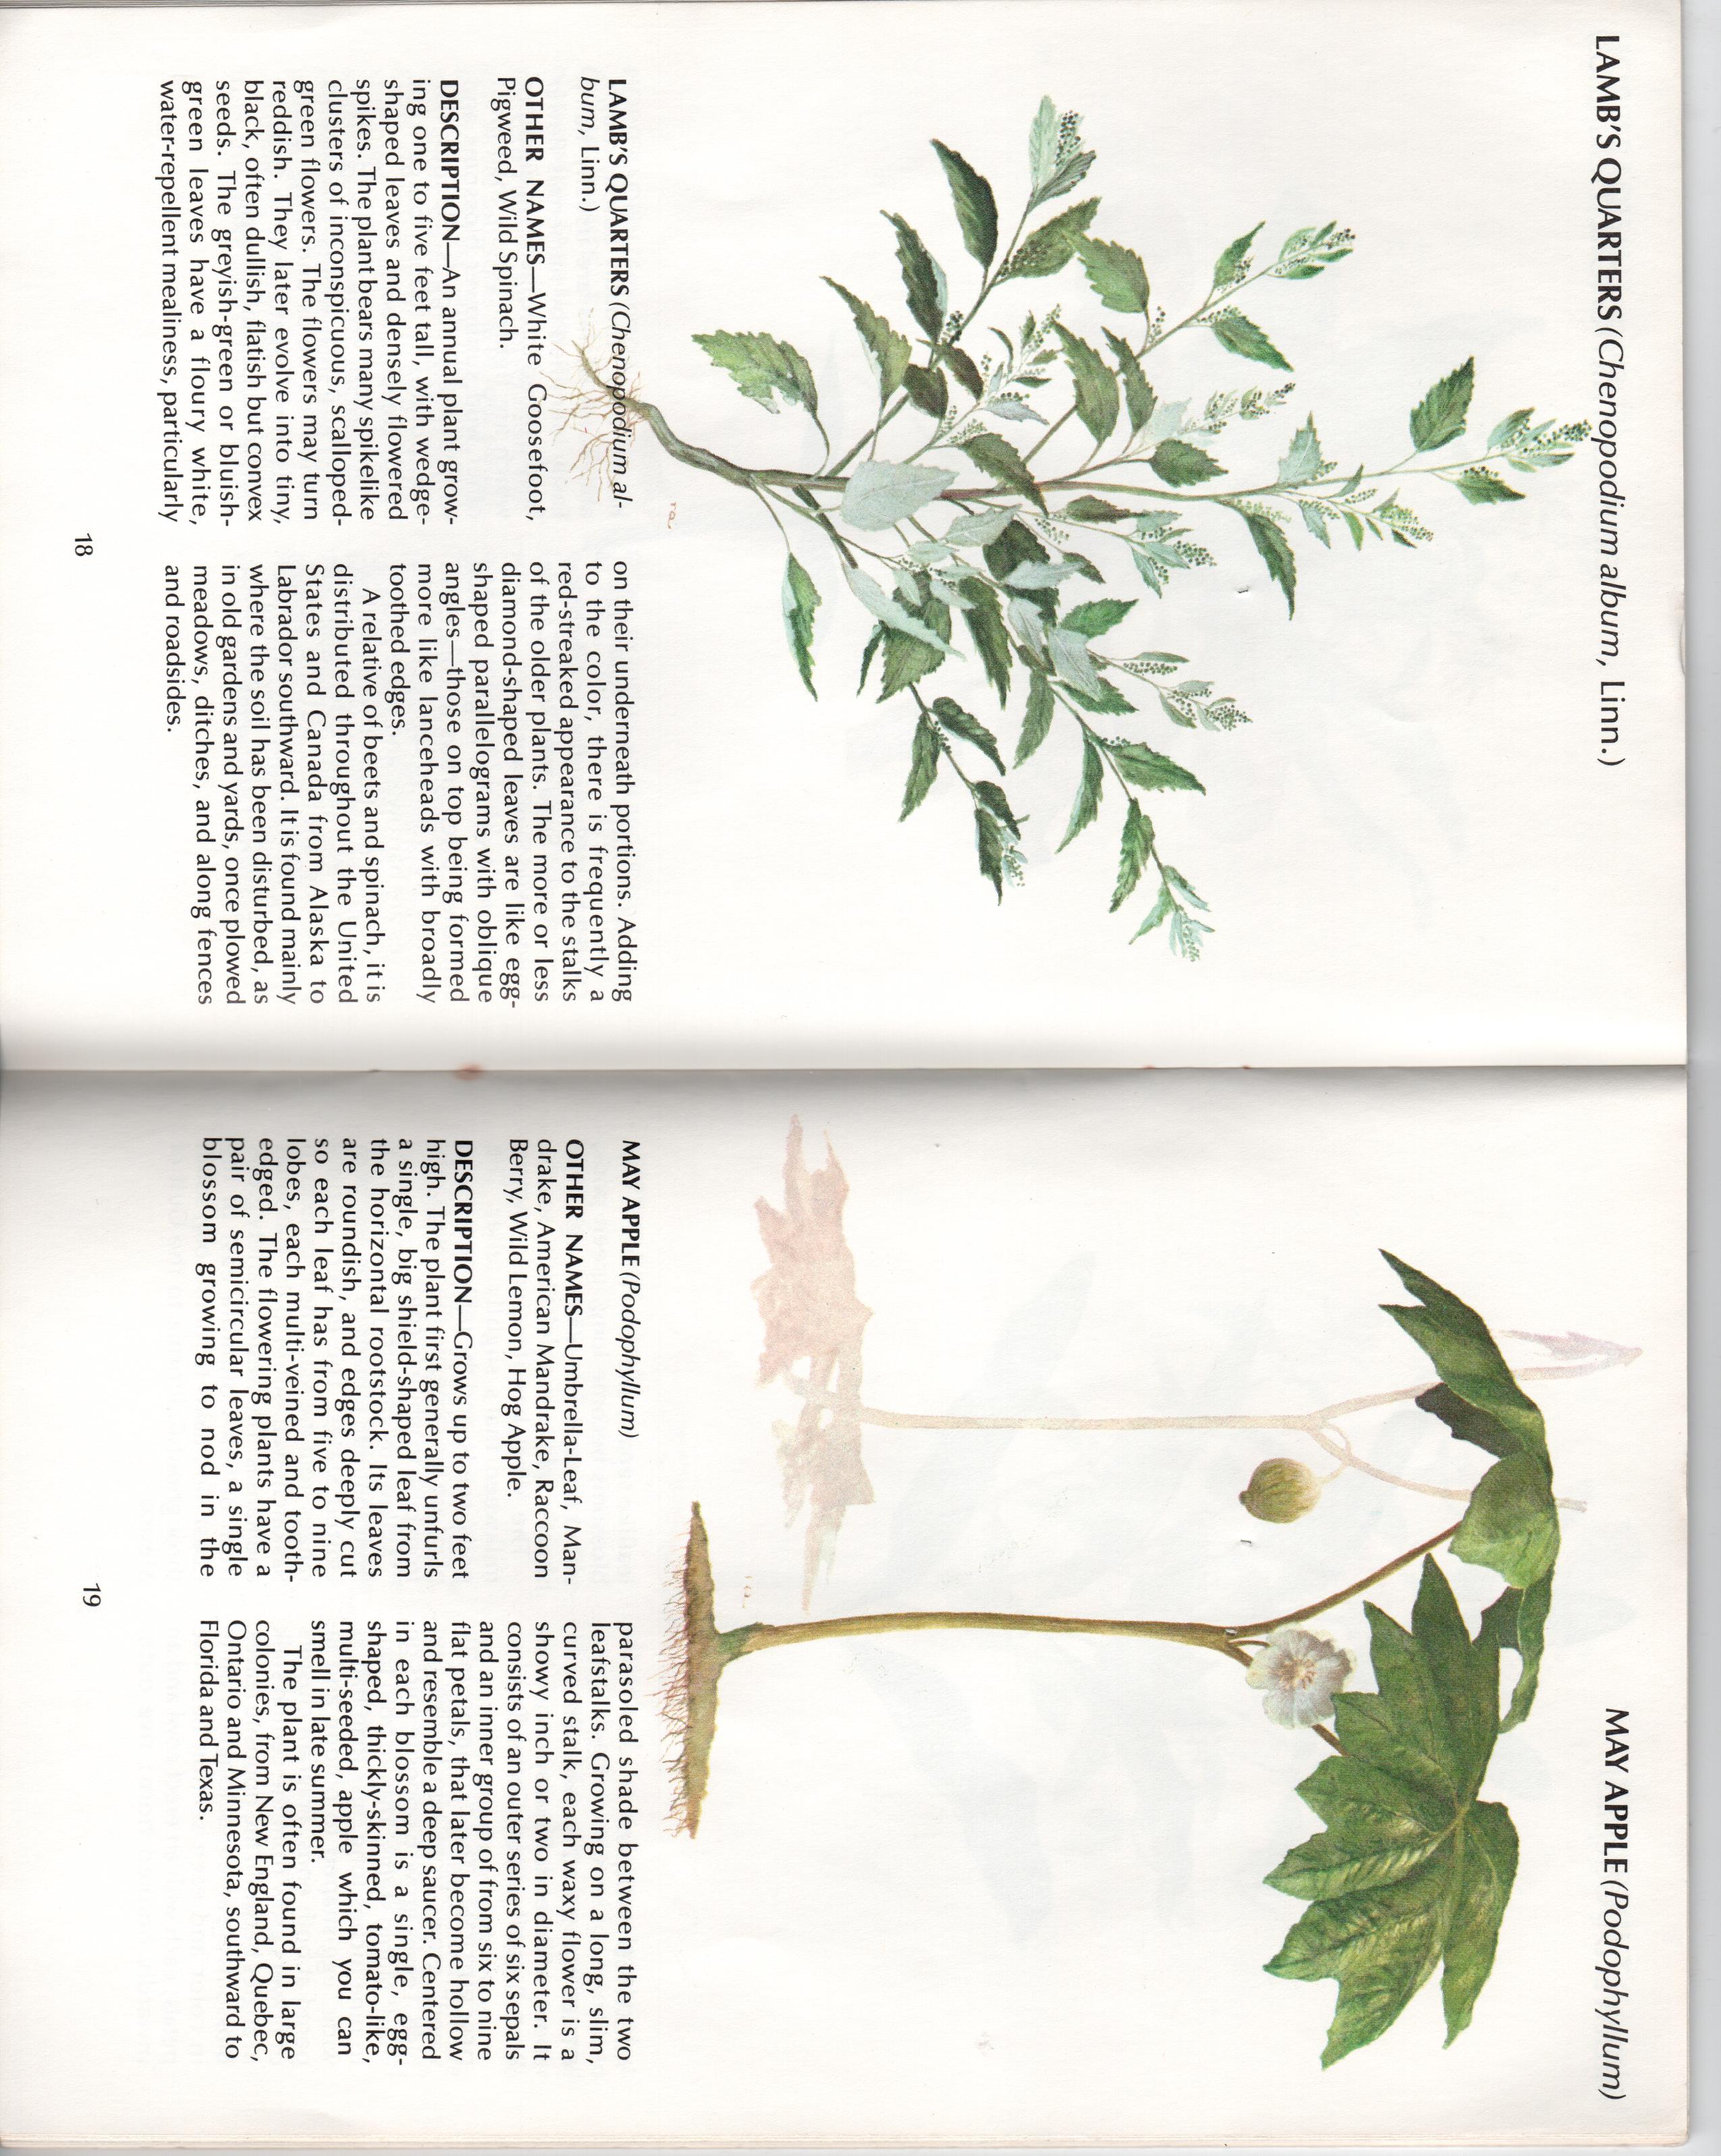 LAMB'S QUARTERS (Chenopodium album, Linn.)
ra
LAMB'S QUARTERS (Chenopodium al-
bum, Linn.)
OTHER NAMES—White Goosefoot,
Pigweed, Wild Spinach.
DESCRIPTION—An annual plant grow-
ing one to five feet tall, with wedge-
shaped leaves and densely flowered
spikes. The plant bears many spikelike
clusters of inconspicuous, scalloped-
green flowers. The flowers may turn
reddish. They later evolve into tiny,
black, often dullish, flatish but convex
seeds. The greyish-green or bluish-
green leaves have a floury white,
water-repellent mealiness, particularly
on their underneath portions. Adding
to the color, there is frequently a
red-streaked appearance to the stalks
of the older plants. The more or less
diamond-shaped leaves are like egg-
shaped parallelograms with oblique
angles—those on top being formed
more like lanceheads with broadly
toothed edges.
A relative of beets and spinach, it is
distributed throughout the United
States and Canada from Alaska to
Labrador southward. It is found mainly
where the soil has been disturbed, as
in old gardens and yards, once plowed
meadows, ditches, and along fences
and roadsides.
18
MAY APPLE (Podophyllum)
ra
MAY APPLE (Podophyllum)
OTHER NAMES—Umbrella-Leaf, Man-
drake, American Mandrake, Raccoon
Berry, Wild Lemon, Hog Apple.
DESCRIPTION—Grows up to two feet
high. The plant first generally unfurls
a single, big shield-shaped leaf from
the horizontal rootstock. Its leaves
are roundish, and edges deeply cut
so each leaf has from five to nine
lobes, each multi-veined and tooth-
edged. The flowering plants have a
pair of semicircular leaves, a single
blossom growing to nod in the
parasoled shade between the two
leafstalks. Growing on a long, slim,
curved stalk, each waxy flower is a
showy inch or two in diameter. It
consists of an outer series of six sepals
and an inner group of from six to nine
flat petals, that later become hollow
and resemble a deep saucer. Centered
in each blossom is a single, egg-
shaped, thickly-skinned, tomato-like,
multi-seeded, apple which you can
smell in late summer.
The plant is often found in large
colonies, from New England, Quebec,
Ontario and Minnesota, southward to
Florida and Texas.
19